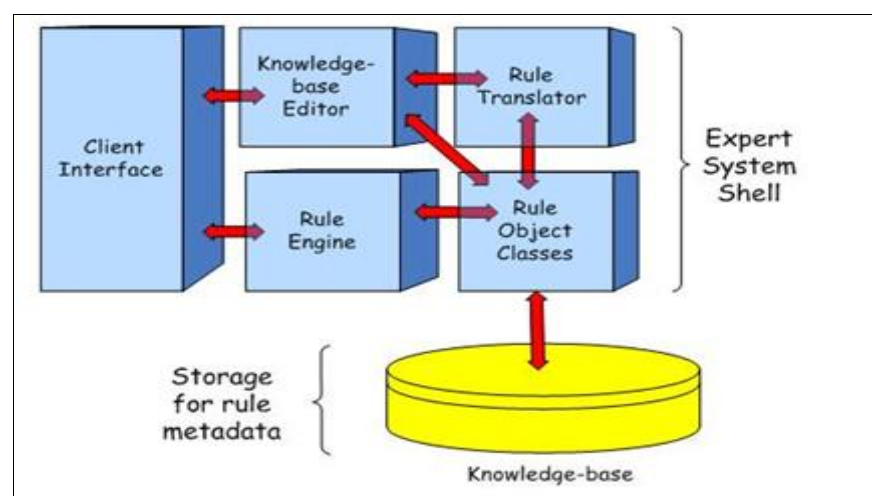 Client
Interface
Knowledge-
base
Editor
Rule
Translator
Rule
Engine
Rule
Object
Classes
Expert
System
Shell
Storage
for rule
metadata
Knowledge-base